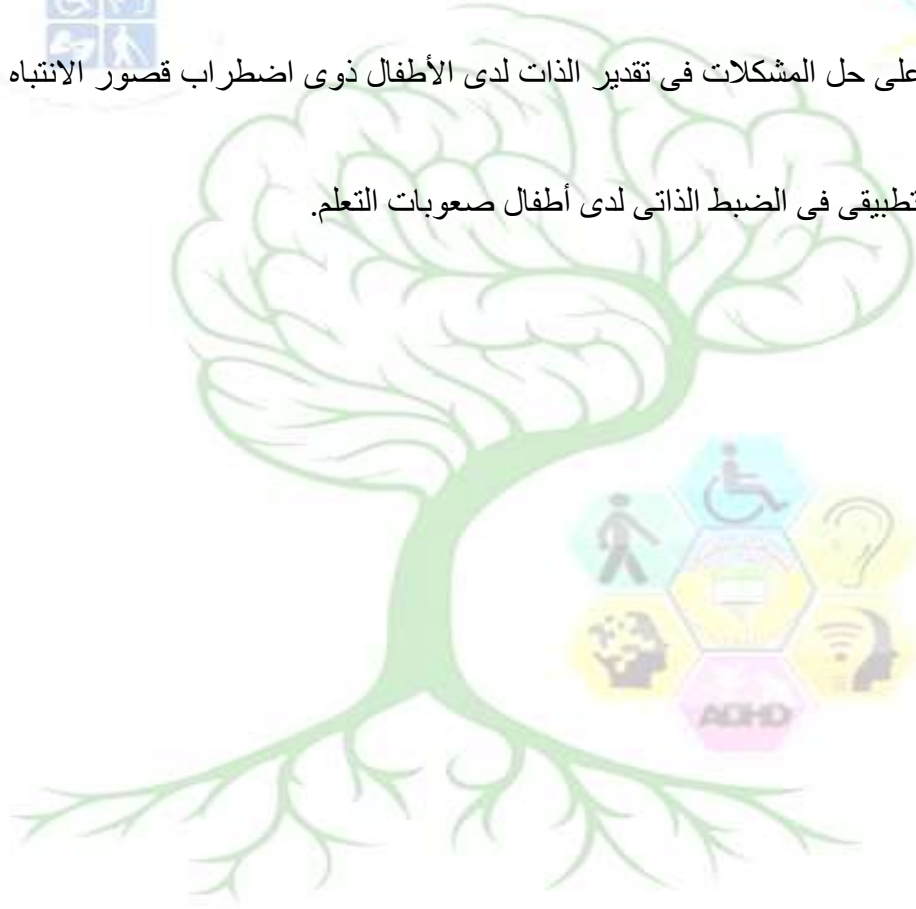 على حل المشكلات فى تقدير الذات لدى الأطفال ذوى اضطراب قصور الانتباه
تطبيقى فى الضبط الذاتى لدى أطفال صعوبات التعلم.
ADHD